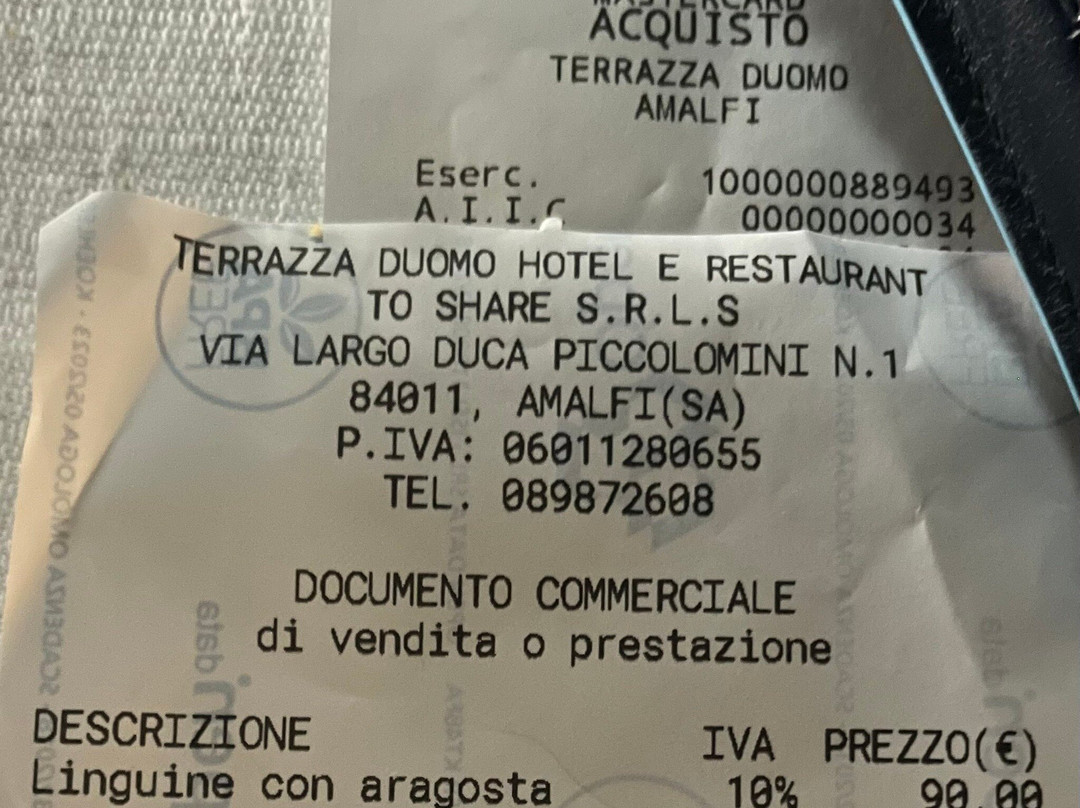 MASTERCARD
ACQUISTO
TERRAZZA DUOMO
AMALFI
Eserc. 1000000889493
A.I.I.C 00000000034
TERRAZZA DUOMO HOTEL E RESTAURANT
TO SHARE S.R.L.S
VIA LARGO DUCA PICCOLOMINI N.1
84011, AMALFI(SA)
P.IVA: 06011280655
TEL. 089872608
DOCUMENTO COMMERCIALE
di vendita o prestazione
DESCRIZIONE IVA PREZZO(€)
Linguine con aragosta 10% 90,00